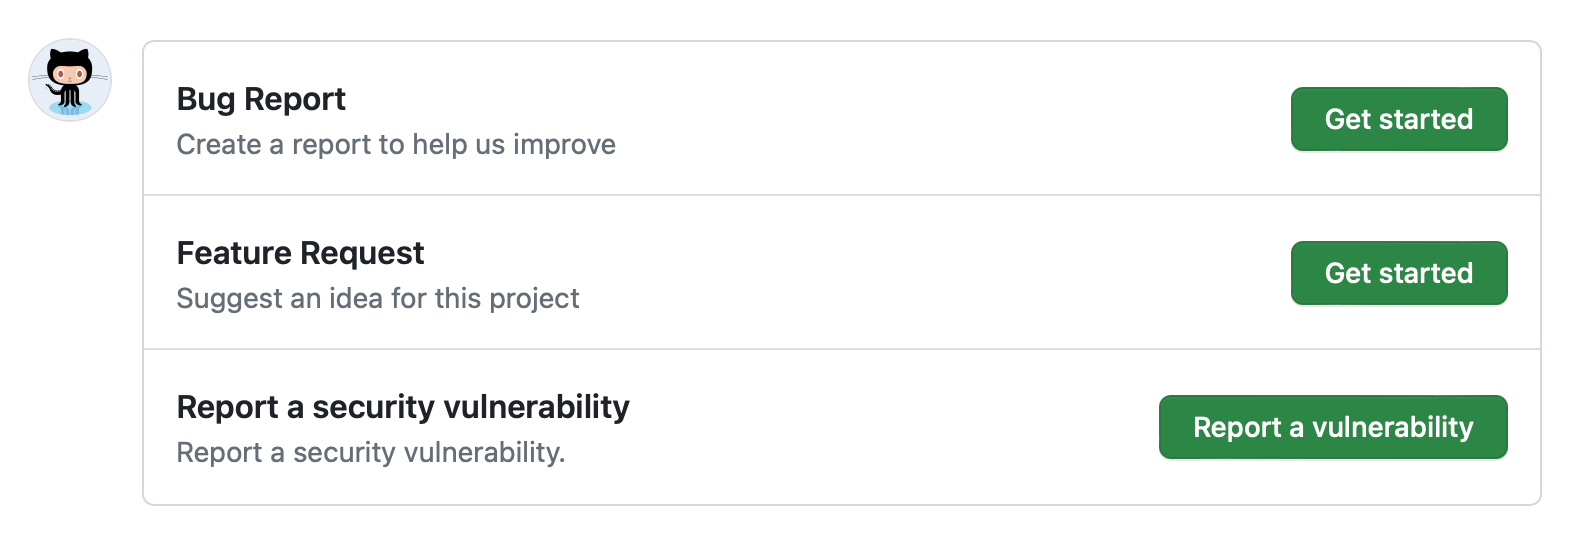 Bug Report
Create a report to help us improve
Get started
Feature Request
Suggest an idea for this project
Get started
Report a security vulnerability
Report a security vulnerability.
Report a vulnerability